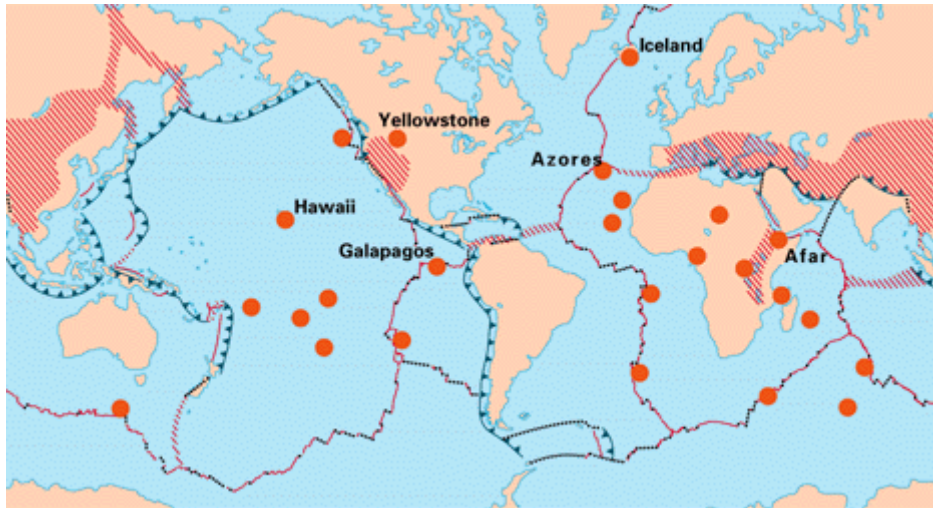 Iceland
Yellowstone
Azores
Hawaii
Galapagos
Afar